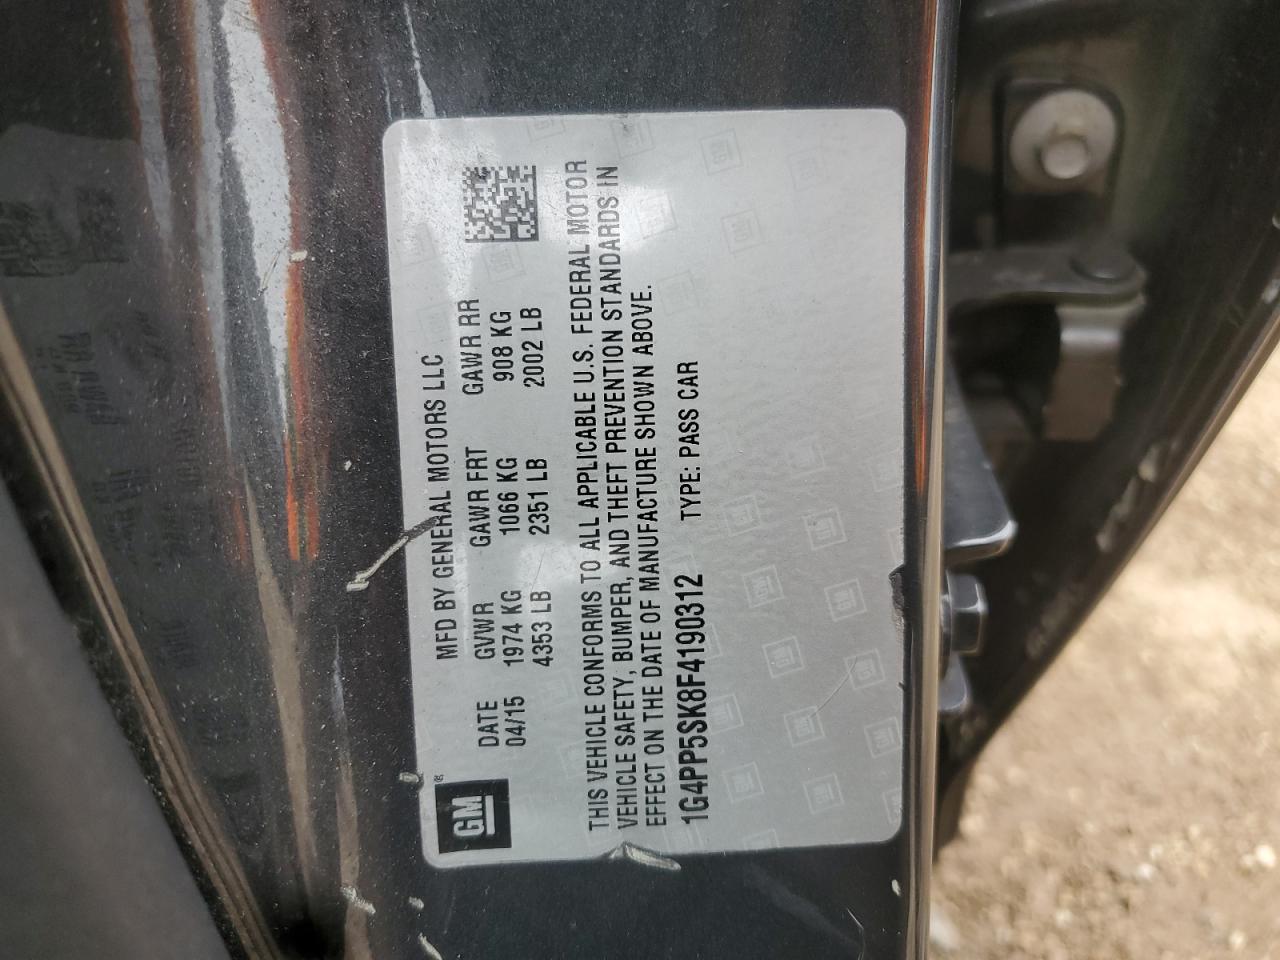 GM ®
MFD BY GENERAL MOTORS LLC
DATE GVWR GAWR FRT GAWR RR
04/15 1974 KG 1066 KG 908 KG
4353 LB 2351 LB 2002 LB
THIS VEHICLE CONFORMS TO ALL APPLICABLE U.S. FEDERAL MOTOR
VEHICLE SAFETY, BUMPER, AND THEFT PREVENTION STANDARDS IN
EFFECT ON THE DATE OF MANUFACTURE SHOWN ABOVE.
1G4PP5SK8F4190312 TYPE: PASS CAR